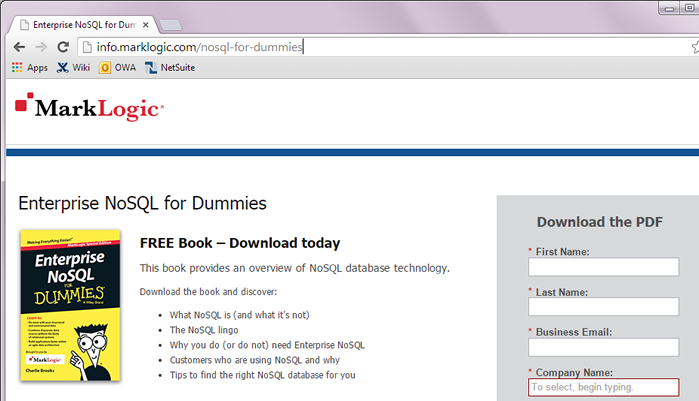 Enterprise NoSQL for Dum
info.marklogic.com/nosql-for-dummies
Apps Wiki OWA NetSuite
MarkLogic
Enterprise NoSQL for Dummies
Making Everything Easier!
Enterprise
NoSQL
FOR
DUMMIES
A Wiley Brand
Learn to:
Brought to you by
MarkLogic
Charlie Brooks
FREE Book – Download today
This book provides an overview of NoSQL database technology.
Download the book and discover:
• What NoSQL is (and what it's not)
• The NoSQL lingo
• Why you do (or do not) need Enterprise NoSQL
• Customers who are using NoSQL and why
• Tips to find the right NoSQL database for you
Download the PDF
* First Name:
* Last Name:
* Business Email:
* Company Name:
To select, begin typing.